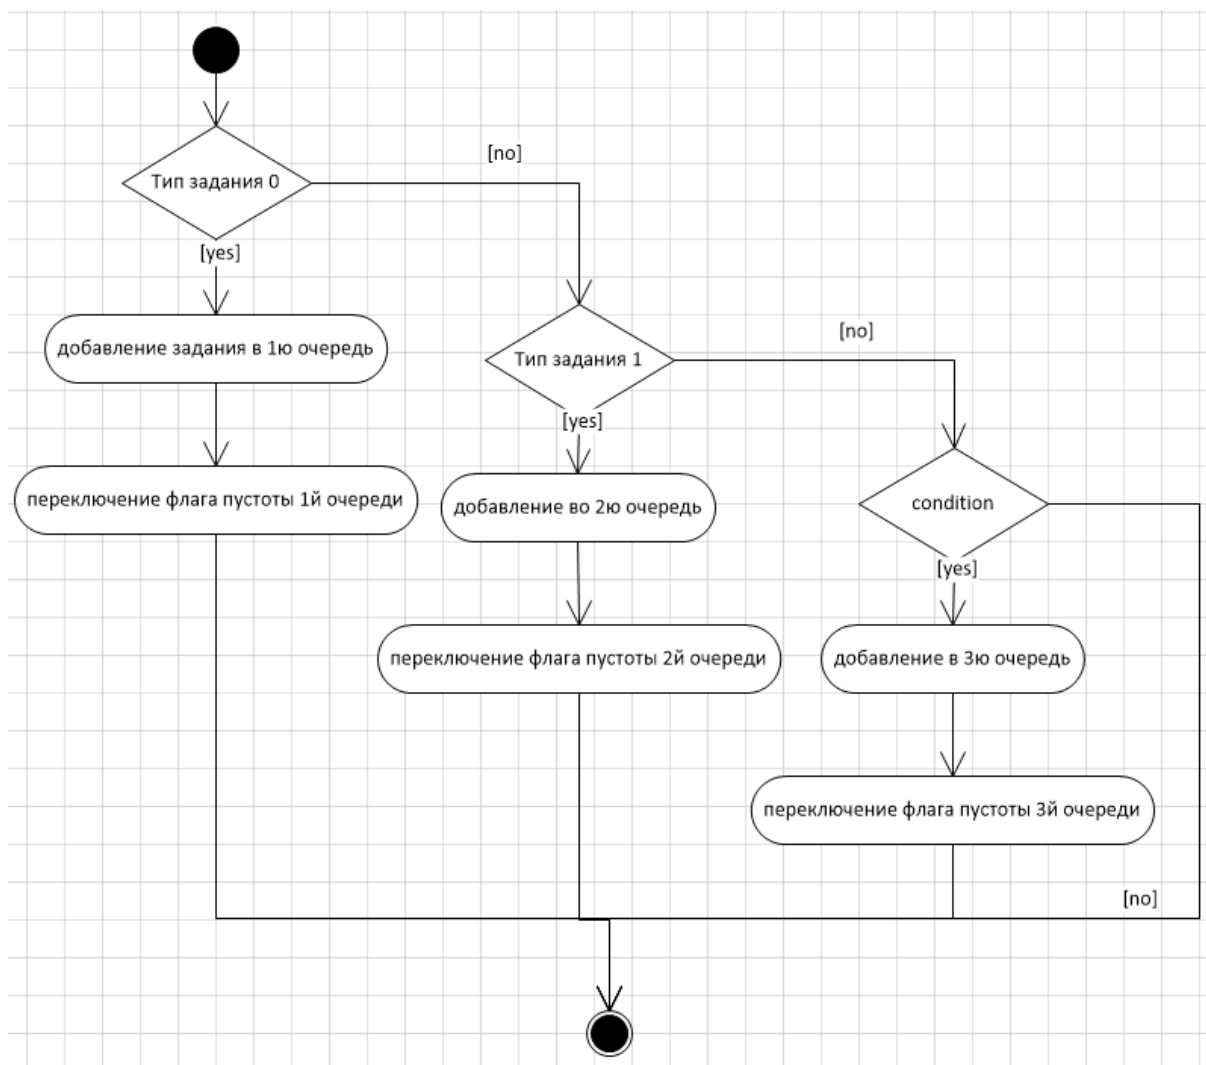 [no]
Тип задания 0
[yes]
[no]
добавление задания в 1ю очередь
Тип задания 1
[yes]
переключение флага пустоты 1й очереди
добавление во 2ю очередь
condition
[yes]
переключение флага пустоты 2й очереди
добавление в 3ю очередь
переключение флага пустоты 3й очереди
[no]